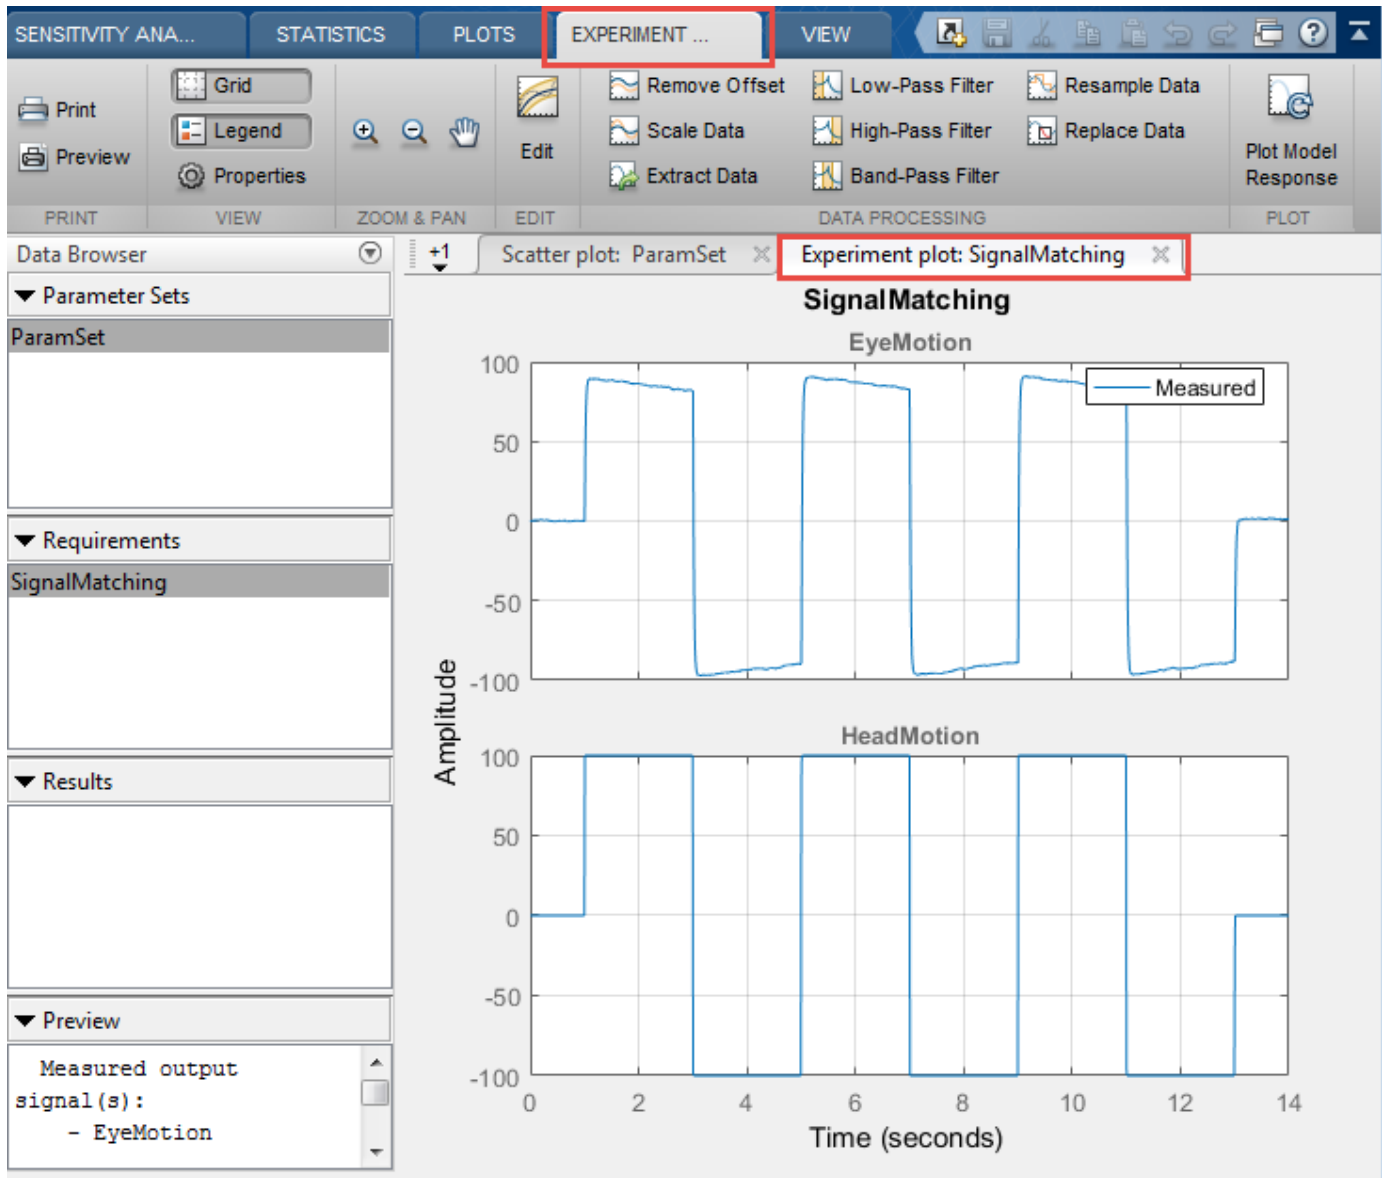 SENSITIVITY ANA... STATISTICS PLOTS EXPERIMENT ... VIEW
Print
Preview
PRINT
Grid
Legend
Properties
VIEW
ZOOM & PAN
Edit
EDIT
Remove Offset Low-Pass Filter Resample Data
Scale Data High-Pass Filter Replace Data
Extract Data Band-Pass Filter
DATA PROCESSING
Plot Model
Response
PLOT
Data Browser
Parameter Sets
ParamSet
Requirements
SignalMatching
Results
Preview
Measured output
signal(s):
- EyeMotion
+1 Scatter plot: ParamSet Experiment plot: SignalMatching
SignalMatching
EyeMotion
Measured
100
50
0
-50
-100
Amplitude
HeadMotion
100
50
0
-50
-100
0 2 4 6 8 10 12 14
Time (seconds)